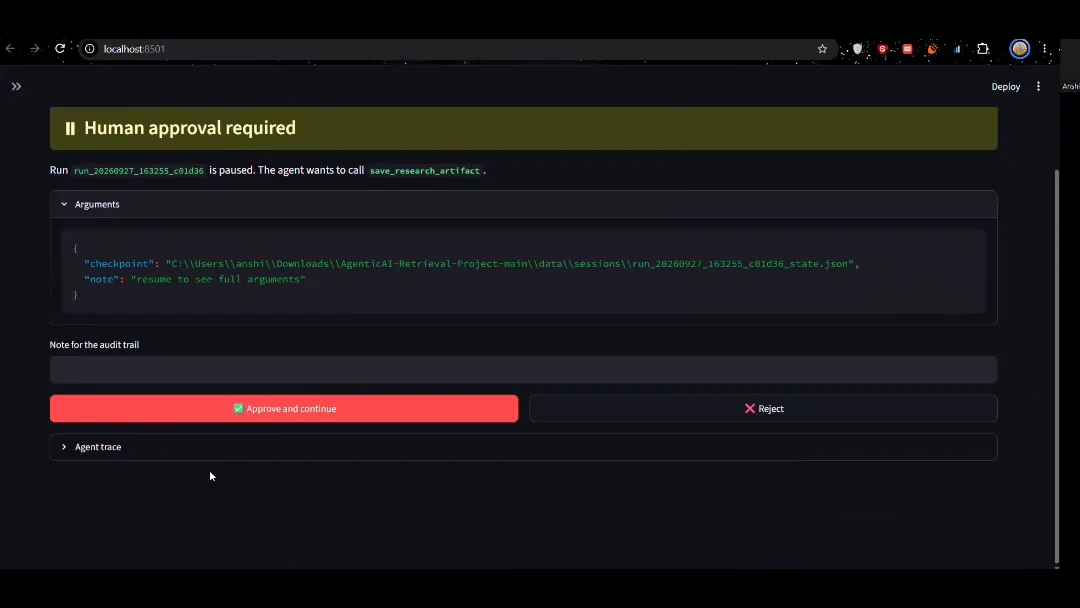 localhost:8501
Deploy
Anshi
Human approval required
Run run_20260927_163255_c01d36 is paused. The agent wants to call save_research_artifact.
Arguments
{
"checkpoint": "C:\\Users\\anshi\\Downloads\\AgenticAI-Retrieval-Project-main\\data\\sessions\\run_20260927_163255_c01d36_state.json",
"note": "resume to see full arguments"
}
Note for the audit trail
Approve and continue
Reject
Agent trace